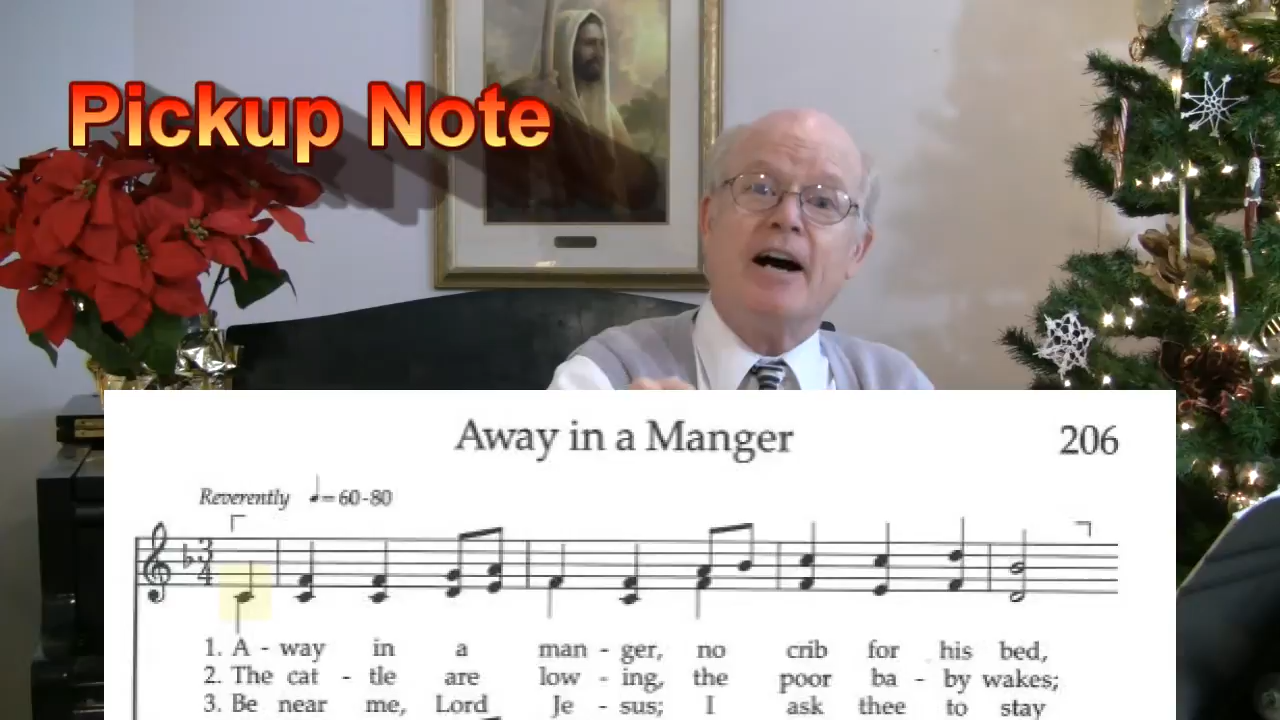 Pickup Note
Away in a Manger 206
Reverently ♩=60-80
3
4
1. A - way in a man - ger, no crib for his bed,
2. The cat - tle are low - ing, the poor ba - by wakes;
3. Be near me, Lord Je - sus; I ask thee to stay